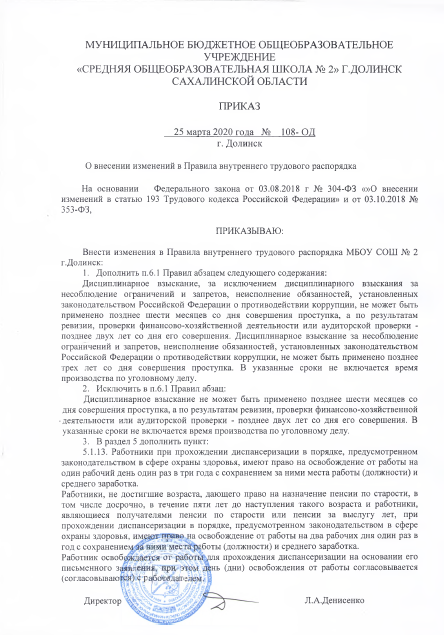 МУНИЦИПАЛЬНОЕ БЮДЖЕТНОЕ ОБЩЕОБРАЗОВАТЕЛЬНОЕ
УЧРЕЖДЕНИЕ
«СРЕДНЯЯ ОБЩЕОБРАЗОВАТЕЛЬНАЯ ШКОЛА № 2» Г.ДОЛИНСК
САХАЛИНСКОЙ ОБЛАСТИ
ПРИКАЗ
25 марта 2020 года № 108- ОД
г. Долинск
О внесении изменений в Правила внутреннего трудового распорядка
На основании Федерального закона от 03.08.2018 г № 304-ФЗ «»О внесении
изменений в статью 193 Трудового кодекса Российской Федерации» и от 03.10.2018 №
353-ФЗ,
ПРИКАЗЫВАЮ:
Внести изменения в Правила внутреннего трудового распорядка МБОУ СОШ № 2
г.Долинск:
1. Дополнить п.6.1 Правил абзацем следующего содержания:
Дисциплинарное взыскание, за исключением дисциплинарного взыскания за
несоблюдение ограничений и запретов, неисполнение обязанностей, установленных
законодательством Российской Федерации о противодействии коррупции, не может быть
применено позднее шести месяцев со дня совершения проступка, а по результатам
ревизии, проверки финансово-хозяйственной деятельности или аудиторской проверки -
позднее двух лет со дня его совершения. Дисциплинарное взыскание за несоблюдение
ограничений и запретов, неисполнение обязанностей, установленных законодательством
Российской Федерации о противодействии коррупции, не может быть применено позднее
трех лет со дня совершения проступка. В указанные сроки не включается время
производства по уголовному делу.
2. Исключить в п.6.1 Правил абзац:
Дисциплинарное взыскание не может быть применено позднее шести месяцев со
дня совершения проступка, а по результатам ревизии, проверки финансово-хозяйственной
деятельности или аудиторской проверки - позднее двух лет со дня его совершения. В
указанные сроки не включается время производства по уголовному делу.
3. В раздел 5 дополнить пункт:
5.1.13. Работники при прохождении диспансеризации в порядке, предусмотренном
законодательством в сфере охраны здоровья, имеют право на освобождение от работы на
один рабочий день один раз в три года с сохранением за ними места работы (должности) и
среднего заработка.
Работники, не достигшие возраста, дающего право на назначение пенсии по старости, в
том числе досрочно, в течение пяти лет до наступления такого возраста и работники,
являющиеся получателями пенсии по старости или пенсии за выслугу лет, при
прохождении диспансеризации в порядке, предусмотренном законодательством в сфере
охраны здоровья, имеют право на освобождение от работы на два рабочих дня один раз в
год с сохранением за ними места работы (должности) и среднего заработка.
Работник освобождается от работы для прохождения диспансеризации на основании его
письменного заявления, при этом день (дни) освобождения от работы согласовывается
(согласовываются) с работодателем.
Директор Л.А.Денисенко